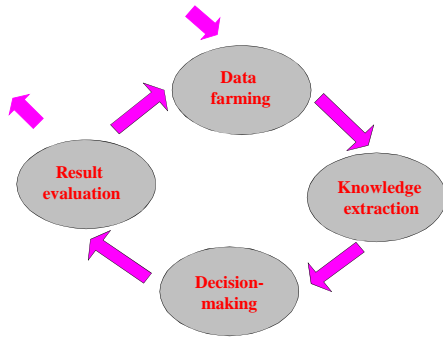 Data
farming
Knowledge
extraction
Decision-
making
Result
evaluation